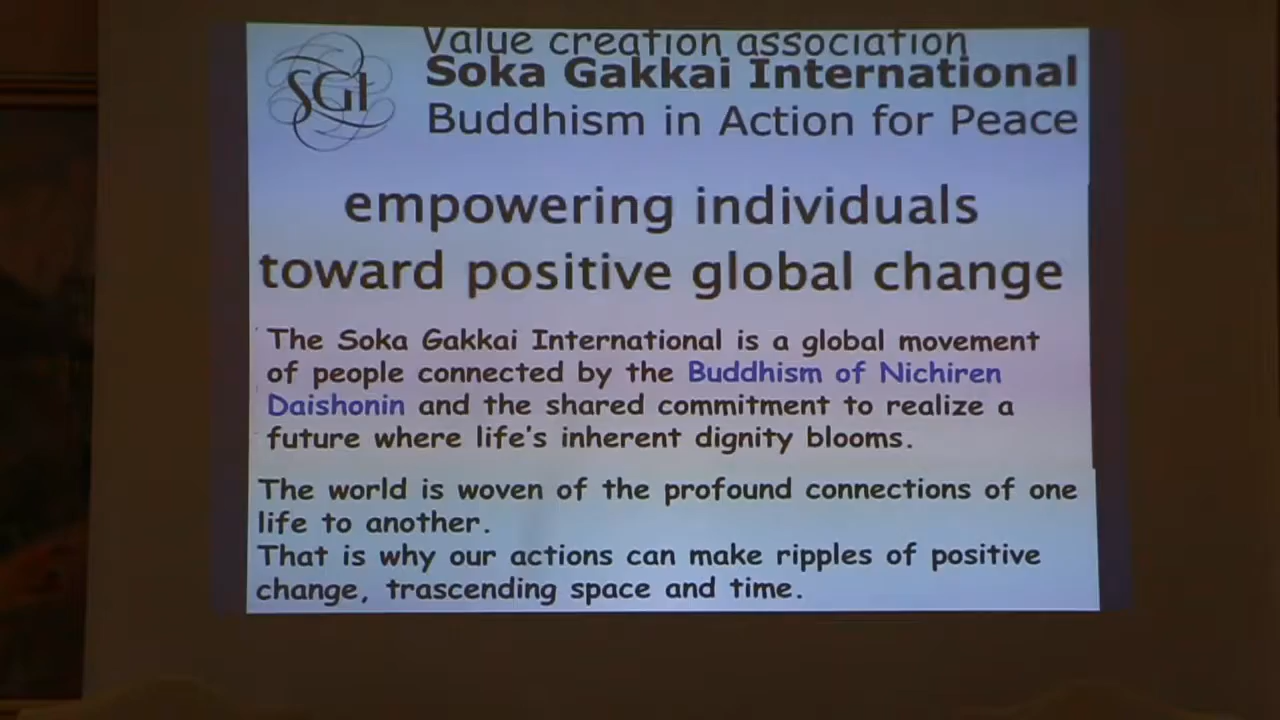 Value creation association
SGI
Soka Gakkai International
Buddhism in Action for Peace
empowering individuals
toward positive global change
The Soka Gakkai International is a global movement
of people connected by the Buddhism of Nichiren
Daishonin and the shared commitment to realize a
future where life's inherent dignity blooms.
The world is woven of the profound connections of one
life to another.
That is why our actions can make ripples of positive
change, trascending space and time.